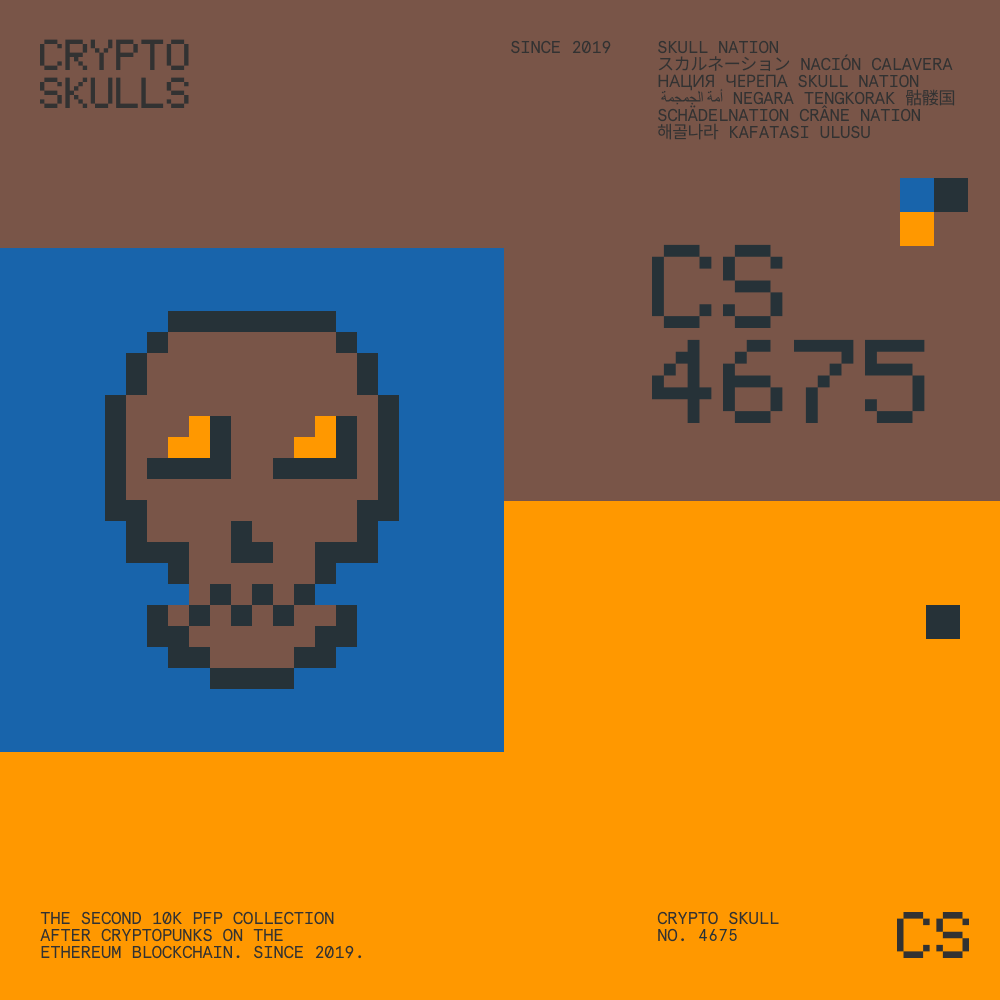 CRYPTO
SKULLS
SINCE 2019
SKULL NATION
スカルネーション NACIÓN CALAVERA
НАЦИЯ ЧЕРЕПА SKULL NATION
أمة الجمجمة NEGARA TENGKORAK 骷髅国
SCHÄDELNATION CRÂNE NATION
해골나라 KAFATASI ULUSU
CS
4675
THE SECOND 10K PFP COLLECTION
AFTER CRYPTOPUNKS ON THE
ETHEREUM BLOCKCHAIN. SINCE 2019.
CRYPTO SKULL
NO. 4675
CS